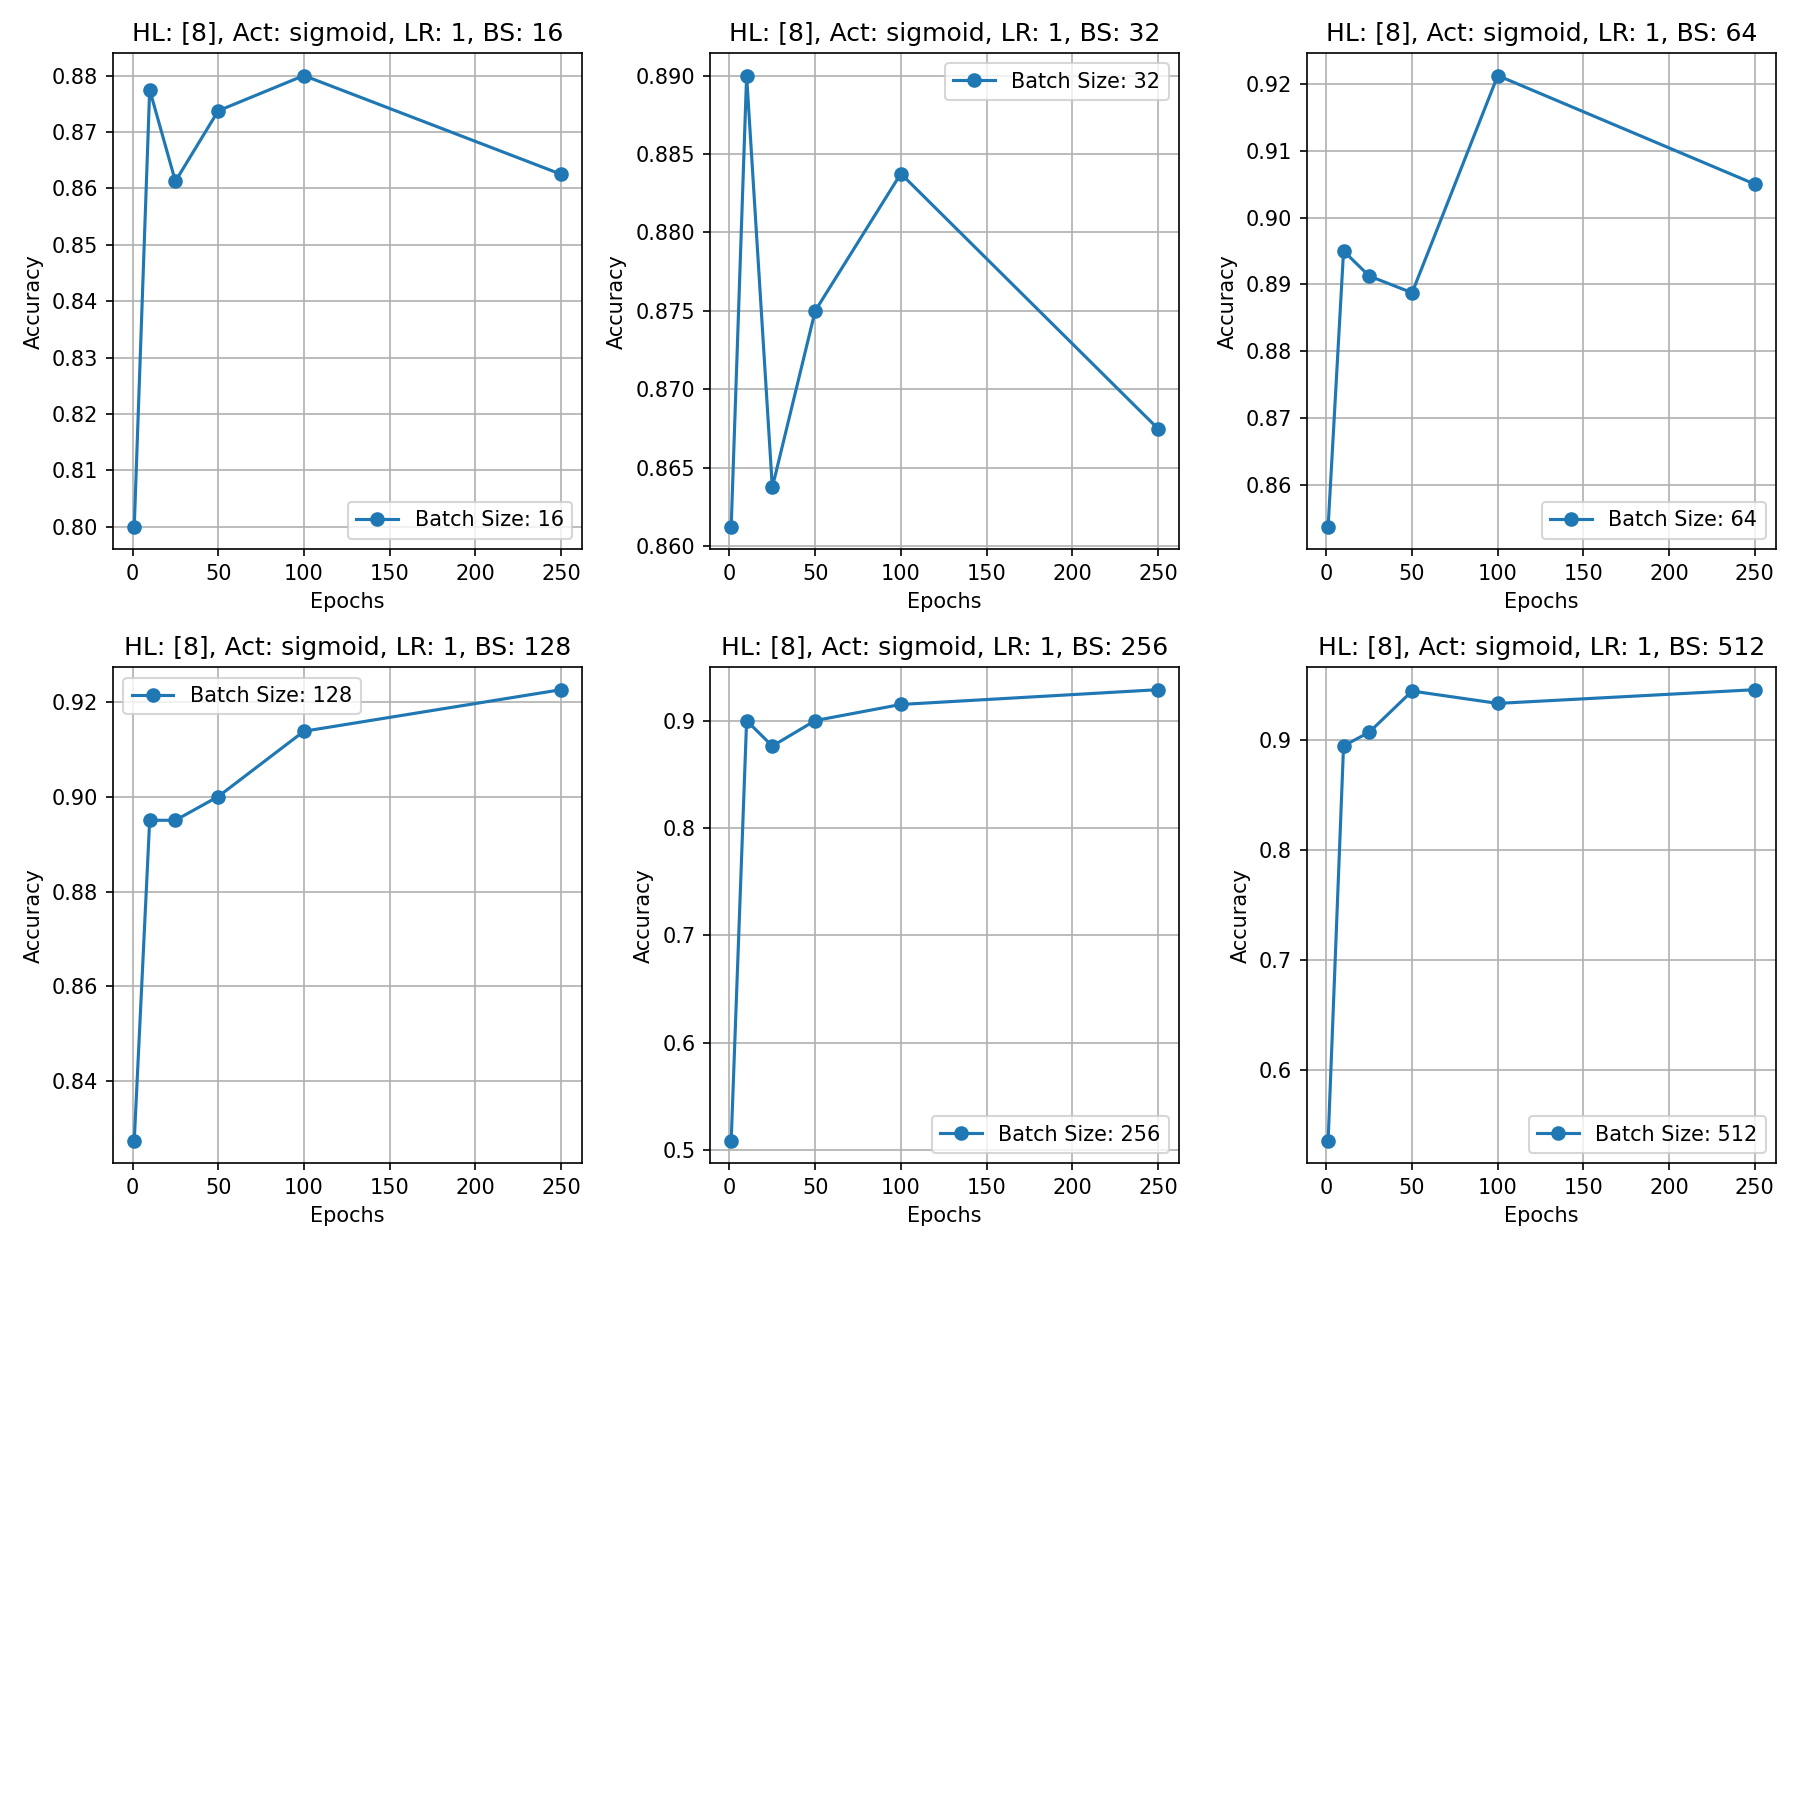 HL: [8], Act: sigmoid, LR: 1, BS: 16
0.88
0.87
0.86
0.85
0.84
0.83
0.82
0.81
0.80
Accuracy
Batch Size: 16
0 50 100 150 200 250
Epochs
HL: [8], Act: sigmoid, LR: 1, BS: 32
0.890
0.885
0.880
0.875
0.870
0.865
0.860
Accuracy
Batch Size: 32
0 50 100 150 200 250
Epochs
HL: [8], Act: sigmoid, LR: 1, BS: 64
0.92
0.91
0.90
0.89
0.88
0.87
0.86
Accuracy
Batch Size: 64
0 50 100 150 200 250
Epochs
HL: [8], Act: sigmoid, LR: 1, BS: 128
0.92
0.90
0.88
0.86
0.84
Accuracy
Batch Size: 128
0 50 100 150 200 250
Epochs
HL: [8], Act: sigmoid, LR: 1, BS: 256
0.9
0.8
0.7
0.6
0.5
Accuracy
Batch Size: 256
0 50 100 150 200 250
Epochs
HL: [8], Act: sigmoid, LR: 1, BS: 512
0.9
0.8
0.7
0.6
Accuracy
Batch Size: 512
0 50 100 150 200 250
Epochs